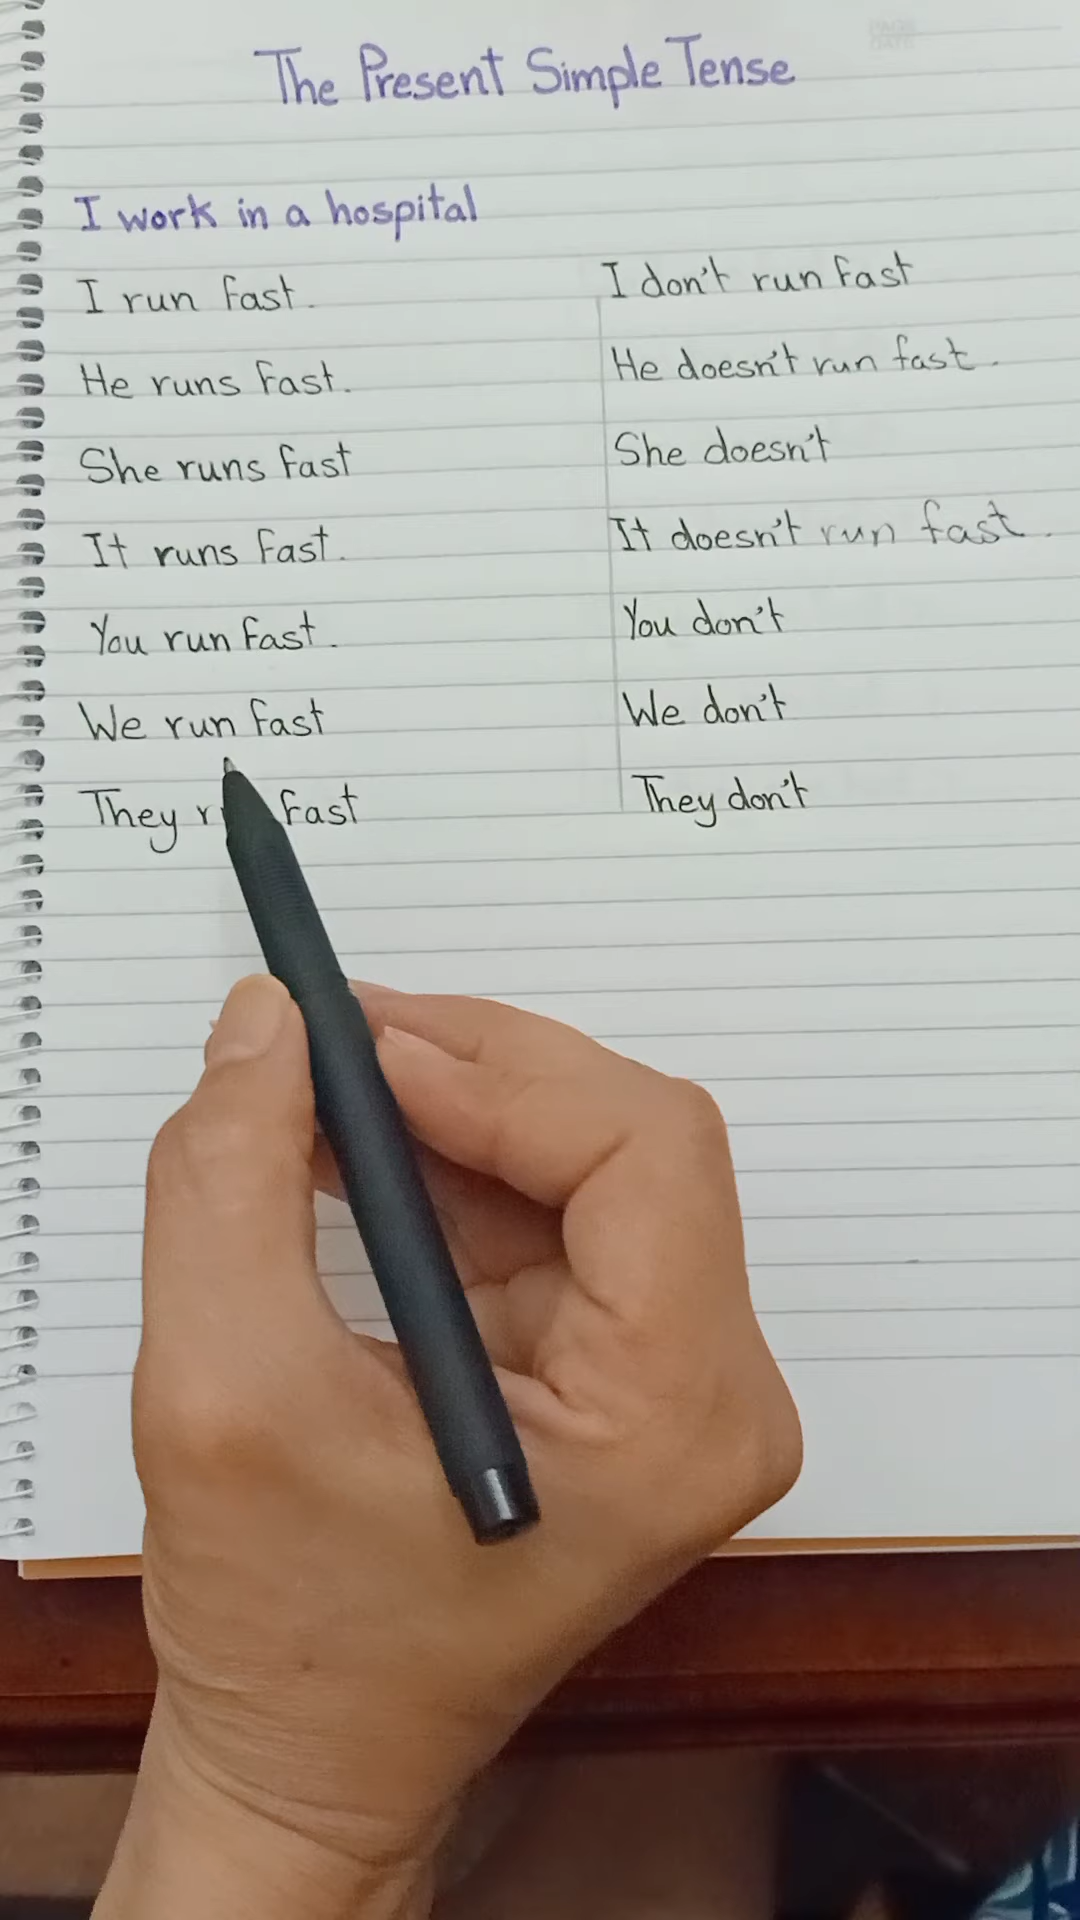 The Present Simple Tense
I work in a hospital
I run fast.
He runs fast.
She runs fast
It runs fast.
You run fast.
We run fast
They fast
I don't run fast
He doesn't run fast.
She doesn't
It doesn't run fast.
You don't
We don't
They don't